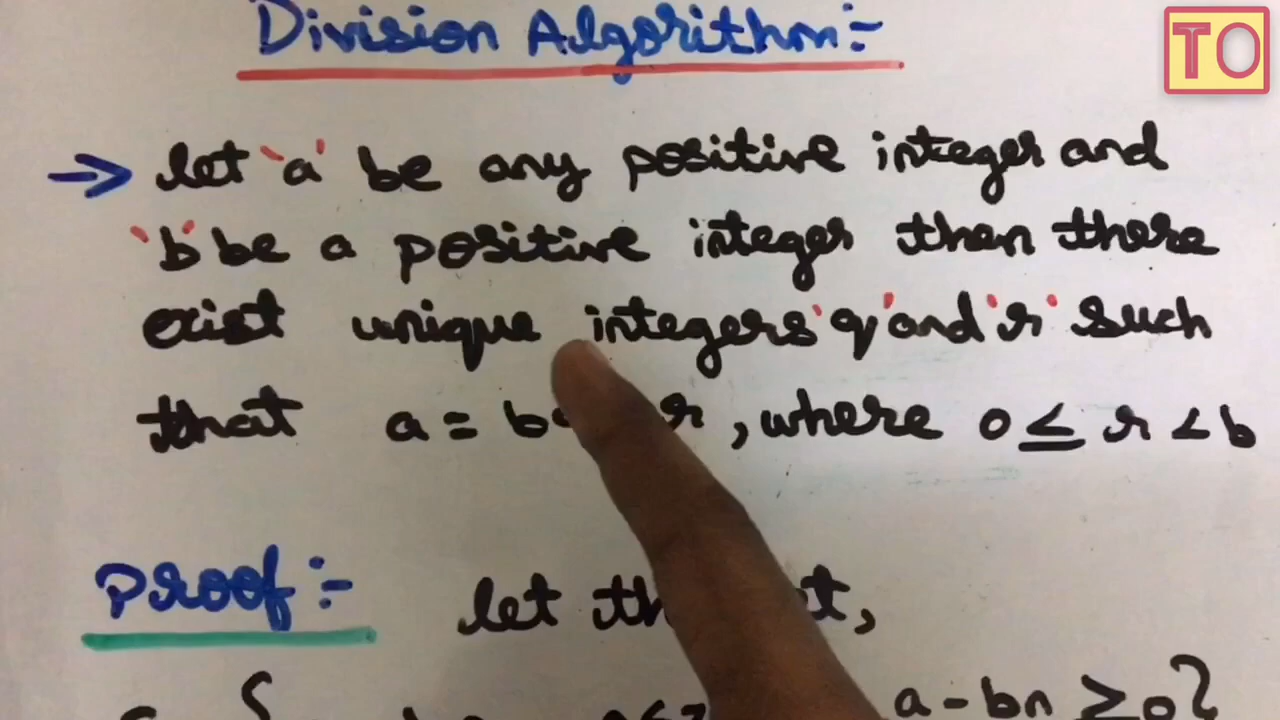 Division Algorithm:-
TO
→ let 'a' be any positive integer and
'b' be a positive integer then there
exist unique integers 'q' and 'r' such
that a = b r , where 0 ≤ r < b
Proof :- let t,
a - bn ≥ 0}